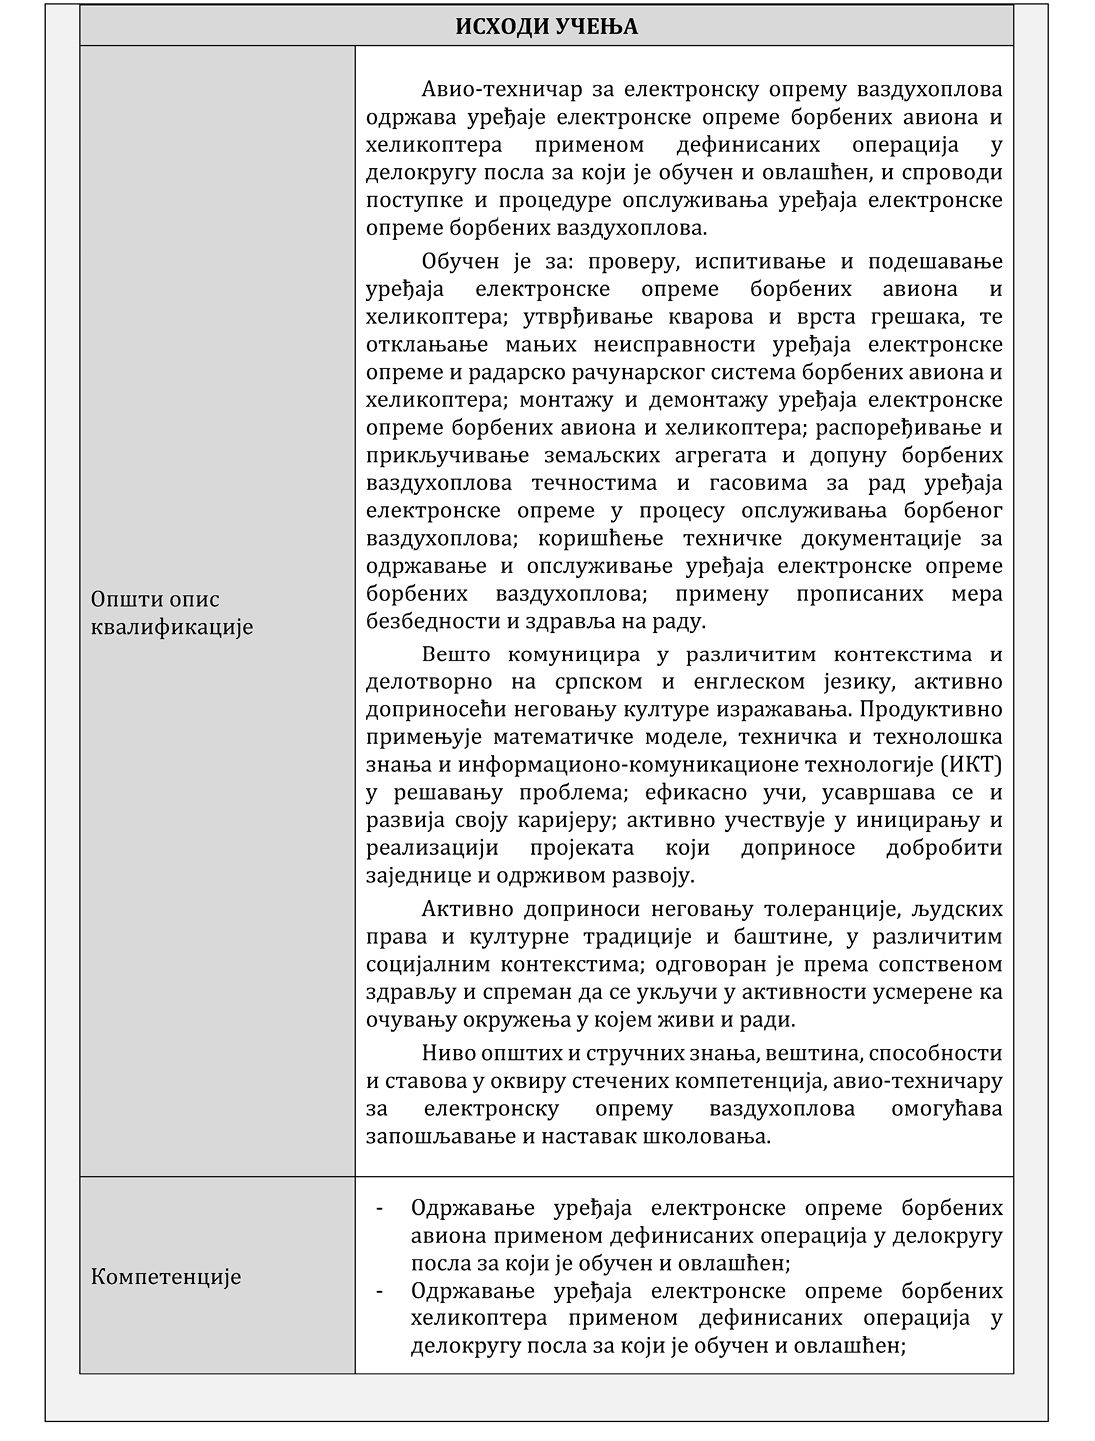 ИСХОДИ УЧЕЊА
Општи опис
квалификације
Авио-техничар за електронску опрему ваздухоплова
одржава уређаје електронске опреме борбених авиона и
хеликоптера применом дефинисаних операција у
делокругу посла за који је обучен и овлашћен, и спроводи
поступке и процедуре опслуживања уређаја електронске
опреме борбених ваздухоплова.
Обучен је за: проверу, испитивање и подешавање
уређаја електронске опреме борбених авиона и
хеликоптера; утврђивање кварова и врста грешака, те
отклањање мањих неисправности уређаја електронске
опреме и радарско рачунарског система борбених авиона и
хеликоптера; монтажу и демонтажу уређаја електронске
опреме борбених авиона и хеликоптера; распоређивање и
прикључивање земаљских агрегата и допуну борбених
ваздухоплова течностима и гасовима за рад уређаја
електронске опреме у процесу опслуживања борбеног
ваздухоплова; коришћење техничке документације за
одржавање и опслуживање уређаја електронске опреме
борбених ваздухоплова; примену прописаних мера
безбедности и здравља на раду.
Вешто комуницира у различитим контекстима и
делотворно на српском и енглеском језику, активно
доприносећи неговању културе изражавања. Продуктивно
примењује математичке моделе, техничка и технолошка
знања и информационо-комуникационе технологије (ИКТ)
у решавању проблема; ефикасно учи, усавршава се и
развија своју каријеру; активно учествује у иницирању и
реализацији пројеката који доприносе добробити
заједнице и одрживом развоју.
Активно доприноси неговању толеранције, људских
права и културне традиције и баштине, у различитим
социјалним контекстима; одговоран је према сопственом
здрављу и спреман да се укључи у активности усмерене ка
очувању окружења у којем живи и ради.
Ниво општих и стручних знања, вештина, способности
и ставова у оквиру стечених компетенција, авио-техничару
за електронску опрему ваздухоплова омогућава
запошљавање и наставак школовања.
Компетенције
- Одржавање уређаја електронске опреме борбених
авиона применом дефинисаних операција у делокругу
посла за који је обучен и овлашћен;
- Одржавање уређаја електронске опреме борбених
хеликоптера применом дефинисаних операција у
делокругу посла за који је обучен и овлашћен;